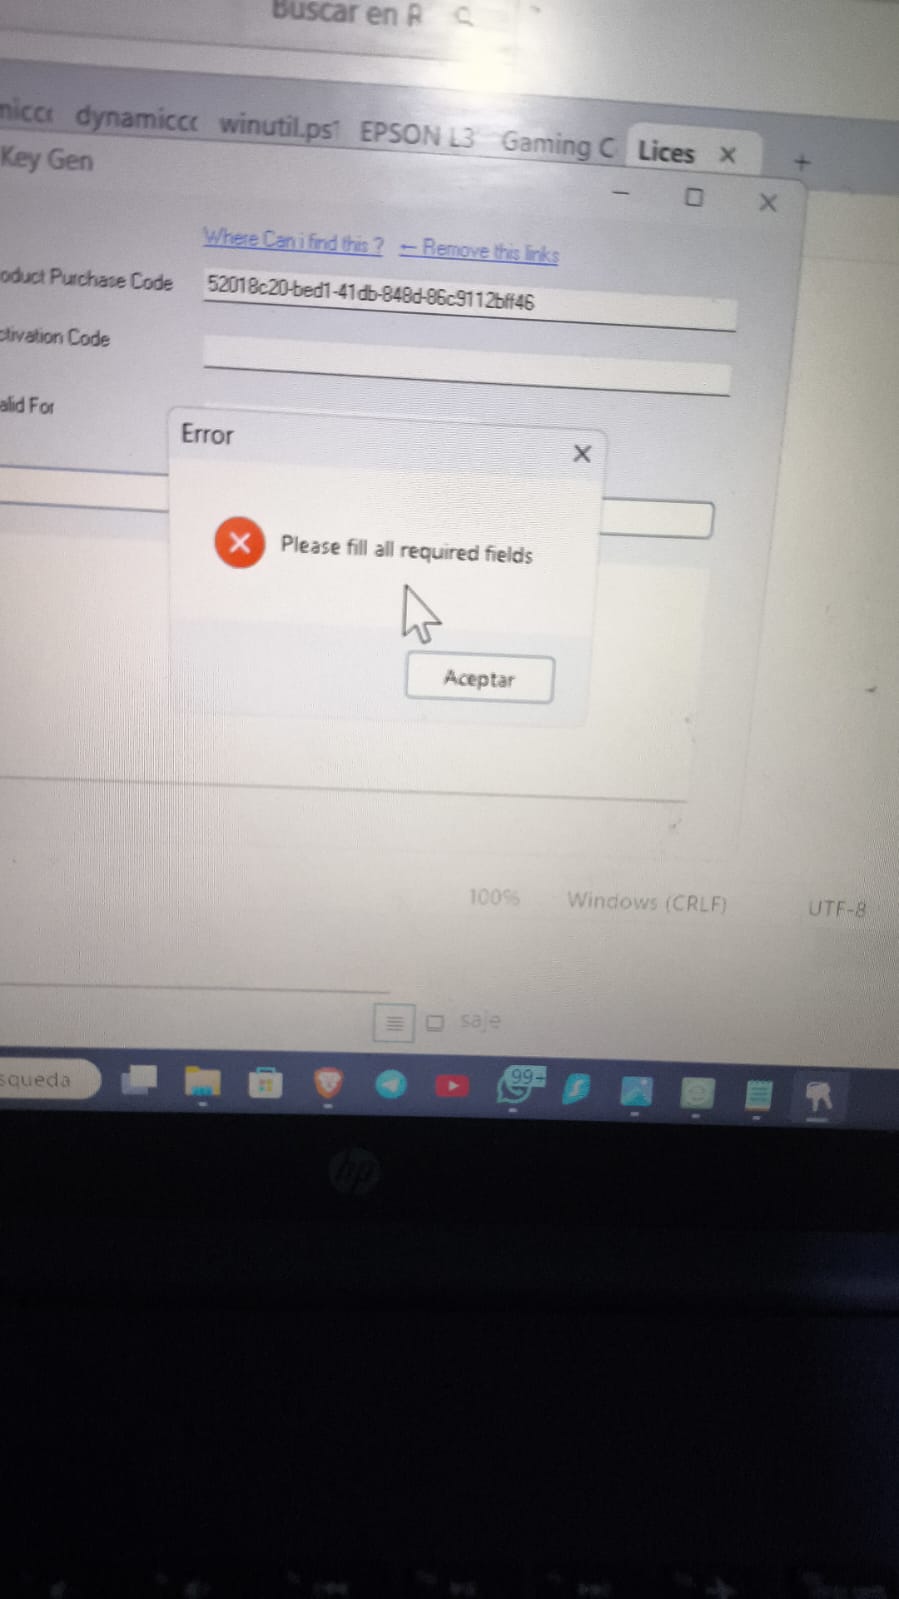 Buscar en R
dynamiccc winutil.ps1 EPSON L3 Gaming C Lices ×
Key Gen
Where Can i find this ? ← Remove this links
oduct Purchase Code 52018c20-bed1-41db-848d-86c9112bff46
ctivation Code
alid For
Error
Please fill all required fields
Aceptar
100% Windows (CRLF) UTF-8
saje
squeda
99+
hp